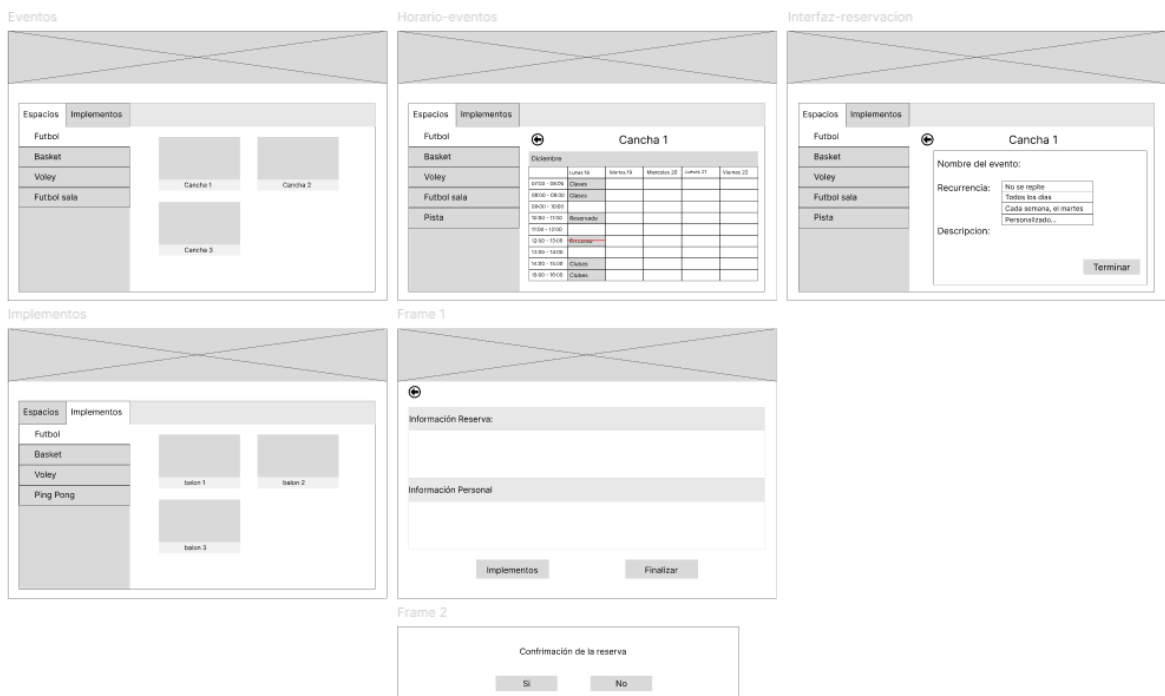 Eventos
Espacios Implementos
Futbol
Basket
Voley
Futbol sala
Cancha 1 Cancha 2
Cancha 3
Horario-eventos
Espacios Implementos
Futbol
Basket
Voley
Futbol sala
Pista
Cancha 1
Diciembre
Lunes 18 Martes 19 Miercoles 20 Jueves 21 Viernes 22
07:00 - 08:00 Clases
08:00 - 09:00 Clases
09:00 - 10:00
10:00 - 11:00 Reservado
11:00 - 12:00
12:00 - 13:00
13:00 - 14:00
14:00 - 15:00 Clubes
15:00 - 16:00 Clubes
Interfaz-reservacion
Espacios Implementos
Futbol
Basket
Voley
Futbol sala
Pista
Cancha 1
Nombre del evento:
Recurrencia:
No se repite
Todos los dias
Cada semana, el martes
Personalizado...
Descripcion:
Terminar
Implementos
Espacios Implementos
Futbol
Basket
Voley
Ping Pong
balon 1 balon 2
balon 3
Frame 1
Información Reserva:
Información Personal
Implementos Finalizar
Frame 2
Confrimación de la reserva
Si No